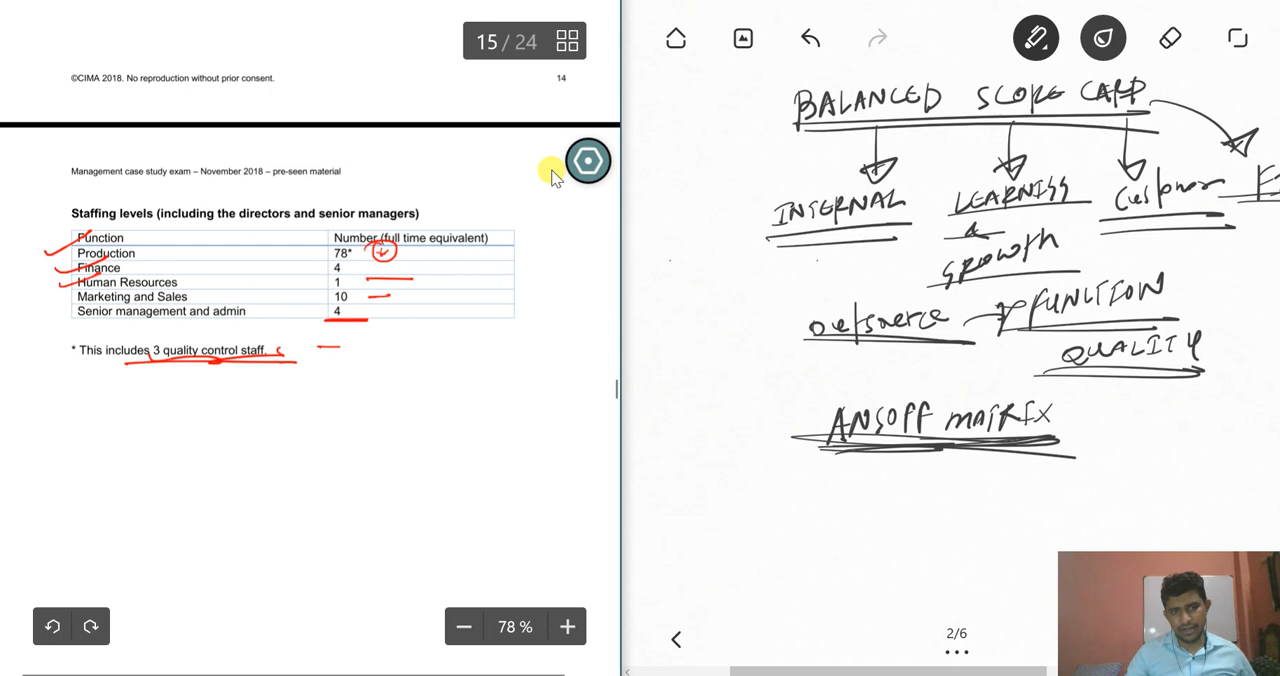 15 / 24
©CIMA 2018. No reproduction without prior consent. 14
Management case study exam – November 2018 – pre-seen material
Staffing levels (including the directors and senior managers)
Function Number (full time equivalent)
Production 78*
Finance 4
Human Resources 1
Marketing and Sales 10
Senior management and admin 4
* This includes 3 quality control staff.
78 %
BALANCED SCORE CARD
INTERNAL LEARNING Customer
&
GROWTH
outsource FUNCTION
QUALITY
ANSOFF MATRIX
2/6